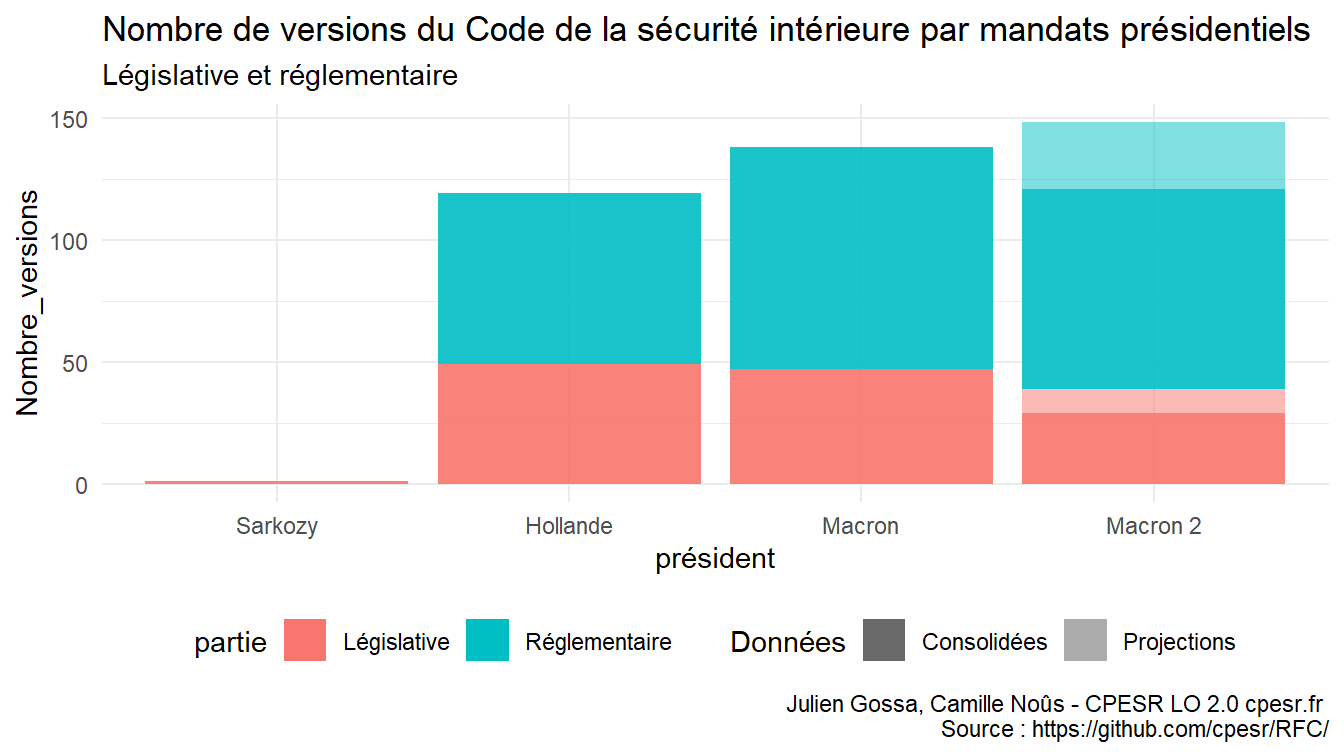 Nombre de versions du Code de la sécurité intérieure par mandats présidentiels
Législative et réglementaire
Nombre_versions
150
100
50
0
Sarkozy
Hollande
Macron
Macron 2
président
partie
Législative
Réglementaire
Données
Consolidées
Projections
Julien Gossa, Camille Noûs - CPESR LO 2.0 cpesr.fr
Source : https://github.com/cpesr/RFC/